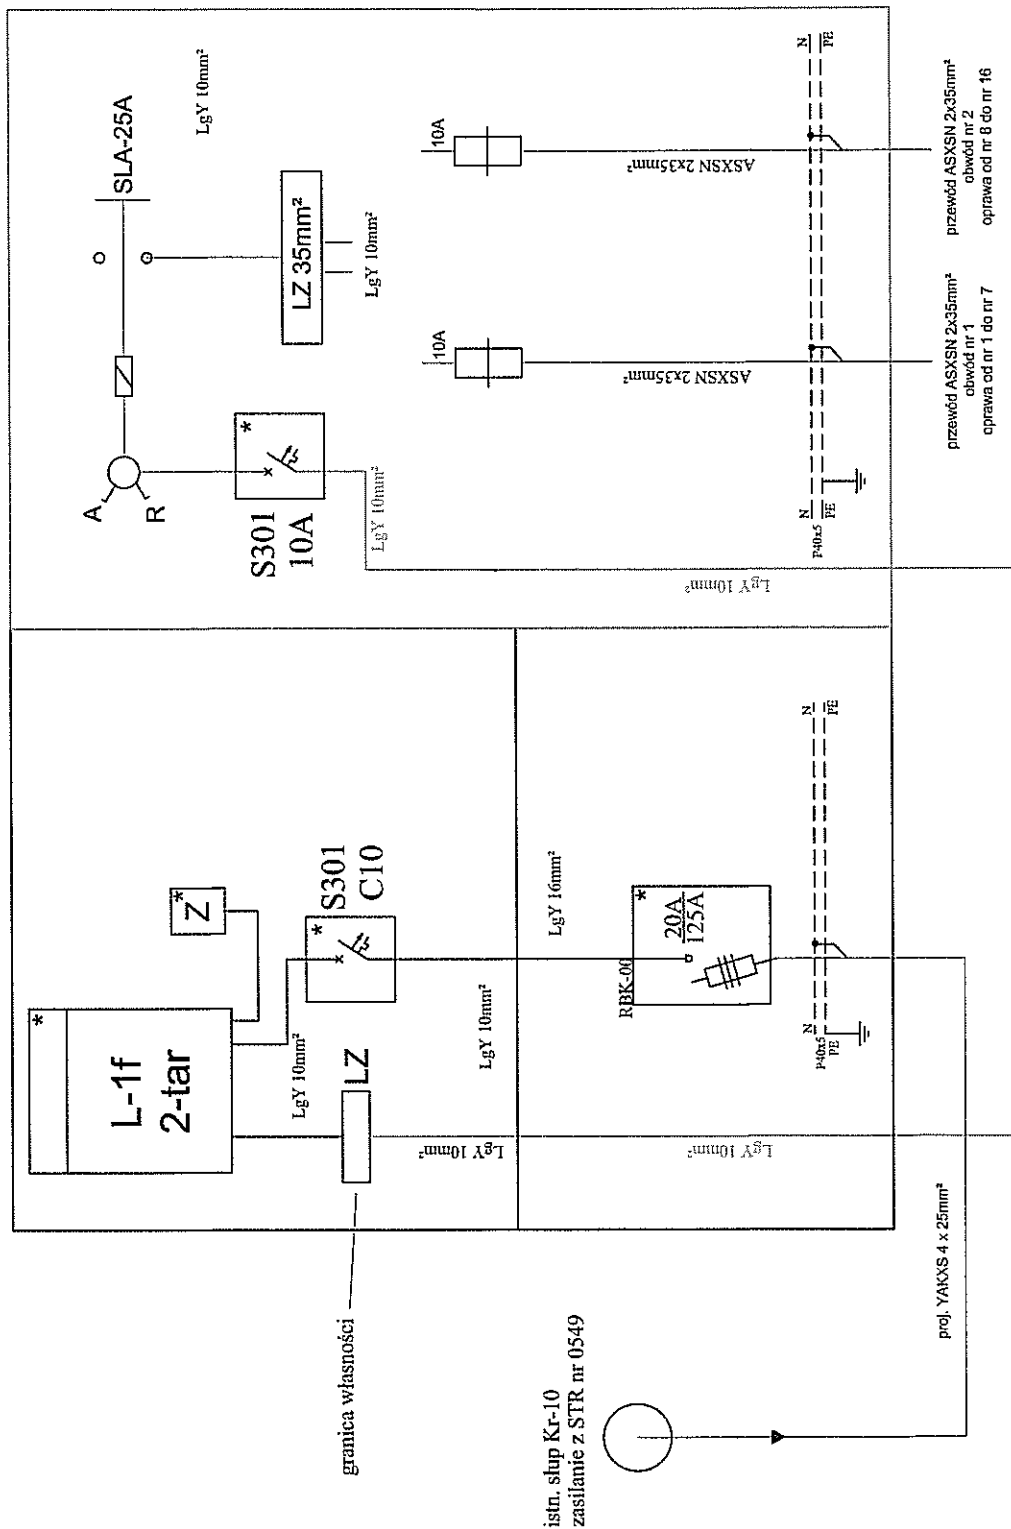 istn. słup Kr-10
zasilanie z STR nr 0549
granica własności
proj. YAKXS 4 x 25mm²
*
L-1f
2-tar
LZ
LgY 10mm²
LgY 10mm²
LgY 10mm²
LgY 10mm²
*
Z
*
S301
C10
LgY 16mm²
RBK-00
*
20A
125A
P40x5
N
PE
N
PE
A
R
*
S301
10A
LgY 10mm²
LgY 10mm²
SLA-25A
LgY 10mm²
LZ 35mm²
LgY 10mm²
10A
ASXSN 2x35mm²
10A
ASXSN 2x35mm²
P40x5
N
PE
N
PE
przewód ASXSN 2x35mm²
obwód nr 1
oprawa od nr 1 do nr 7
przewód ASXSN 2x35mm²
obwód nr 2
oprawa od nr 8 do nr 16